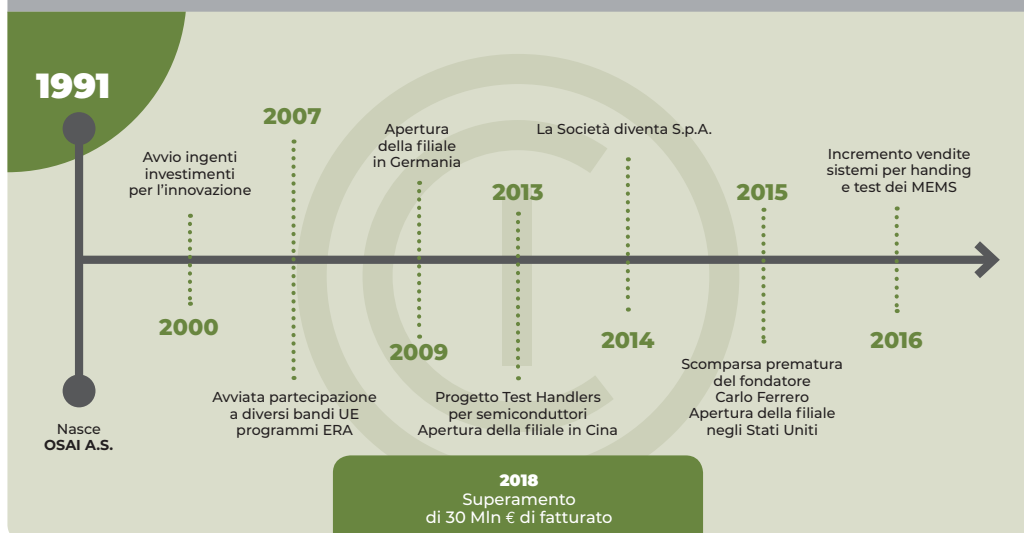 1991
Nasce
OSAI A.S.
Avvio ingenti
investimenti
per l’innovazione
2000
2007
Avviata partecipazione
a diversi bandi UE
programmi ERA
Apertura
della filiale
in Germania
2009
2013
Progetto Test Handlers
per semiconduttori
Apertura della filiale in Cina
La Società diventa S.p.A.
2014
2015
Scomparsa prematura
del fondatore
Carlo Ferrero
Apertura della filiale
negli Stati Uniti
Incremento vendite
sistemi per handing
e test dei MEMS
2016
2018
Superamento
di 30 Mln € di fatturato